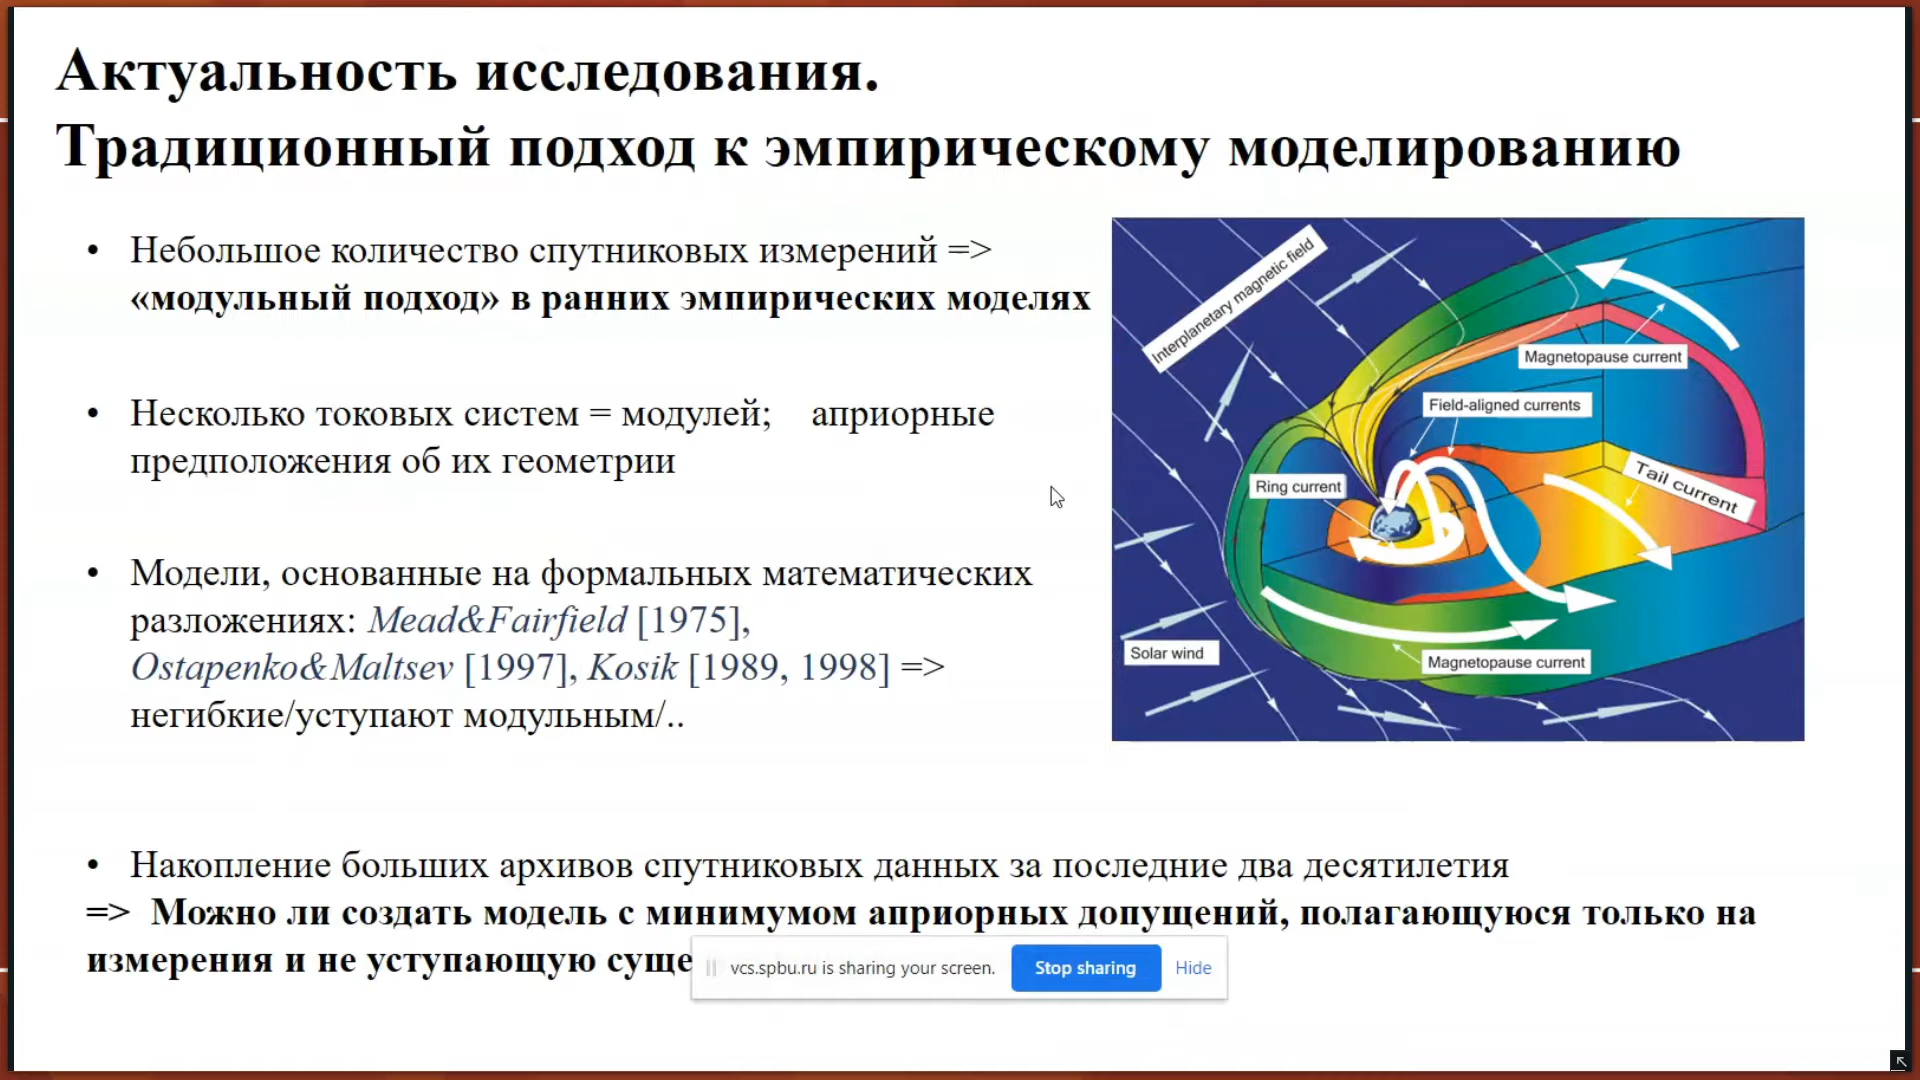 Актуальность исследования.
Традиционный подход к эмпирическому моделированию
• Небольшое количество спутниковых измерений =>
«модульный подход» в ранних эмпирических моделях
• Несколько токовых систем = модулей; априорные
предположения об их геометрии
• Модели, основанные на формальных математических
разложениях: Mead&Fairfield [1975],
Ostapenko&Maltsev [1997], Kosik [1989, 1998] =>
негибкие/уступают модульным/..
Interplanetary magnetic field
Magnetopause current
Field-aligned currents
Ring current
Tail current
Solar wind
Magnetopause current
• Накопление больших архивов спутниковых данных за последние два десятилетия
=> Можно ли создать модель с минимумом априорных допущений, полагающуюся только на
измерения и не уступающую
vcs.spbu.ru is sharing your screen.
Stop sharing
Hide